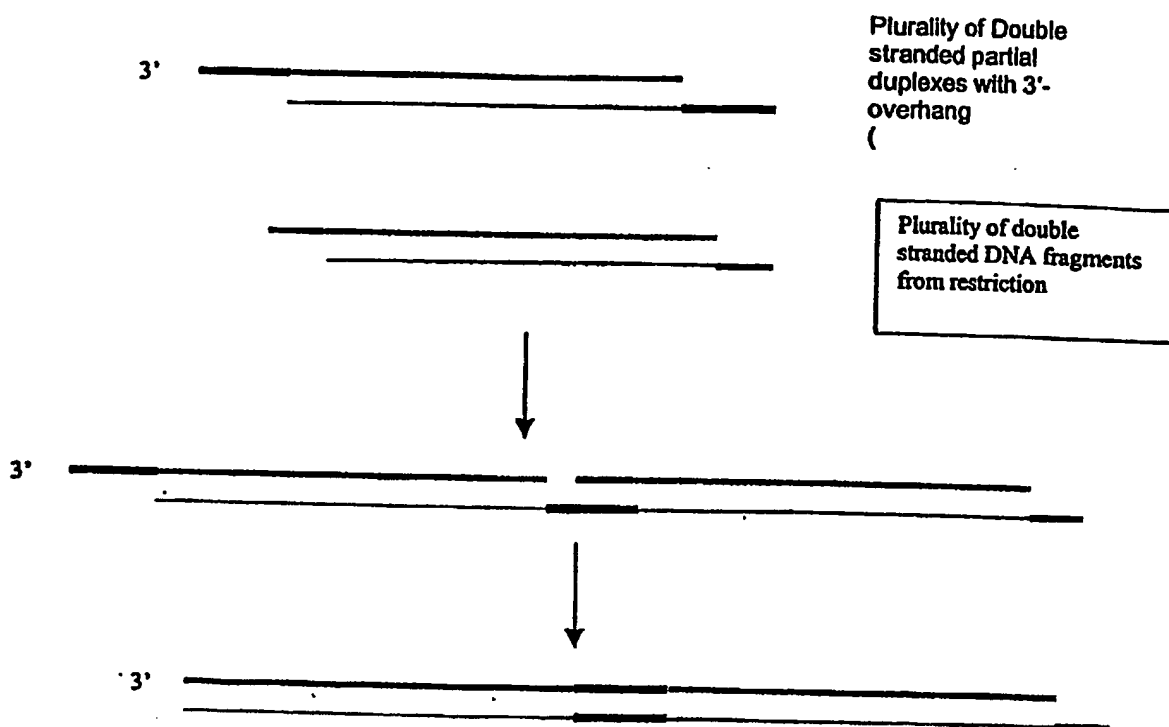 Plurality of Double
stranded partial
duplexes with 3'-
overhang
(
3'
Plurality of double
stranded DNA fragments
from restriction
3'
3'